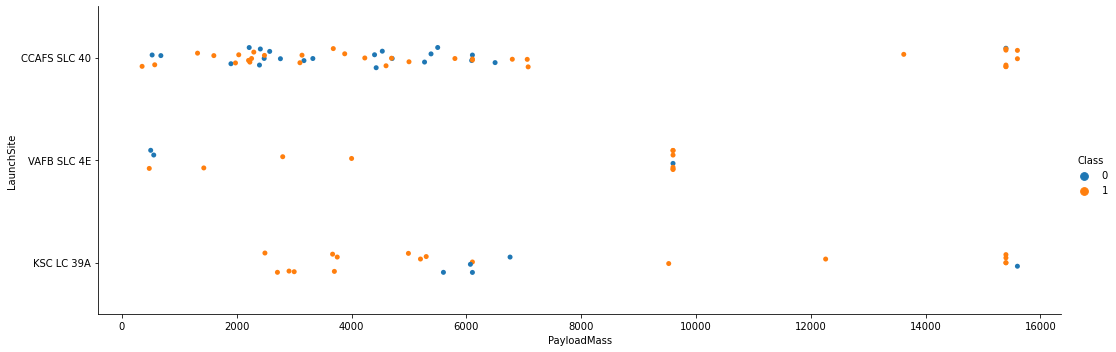 LaunchSite
CCAFS SLC 40
VAFB SLC 4E
KSC LC 39A
0 2000 4000 6000 8000 10000 12000 14000 16000
PayloadMass
Class
0
1